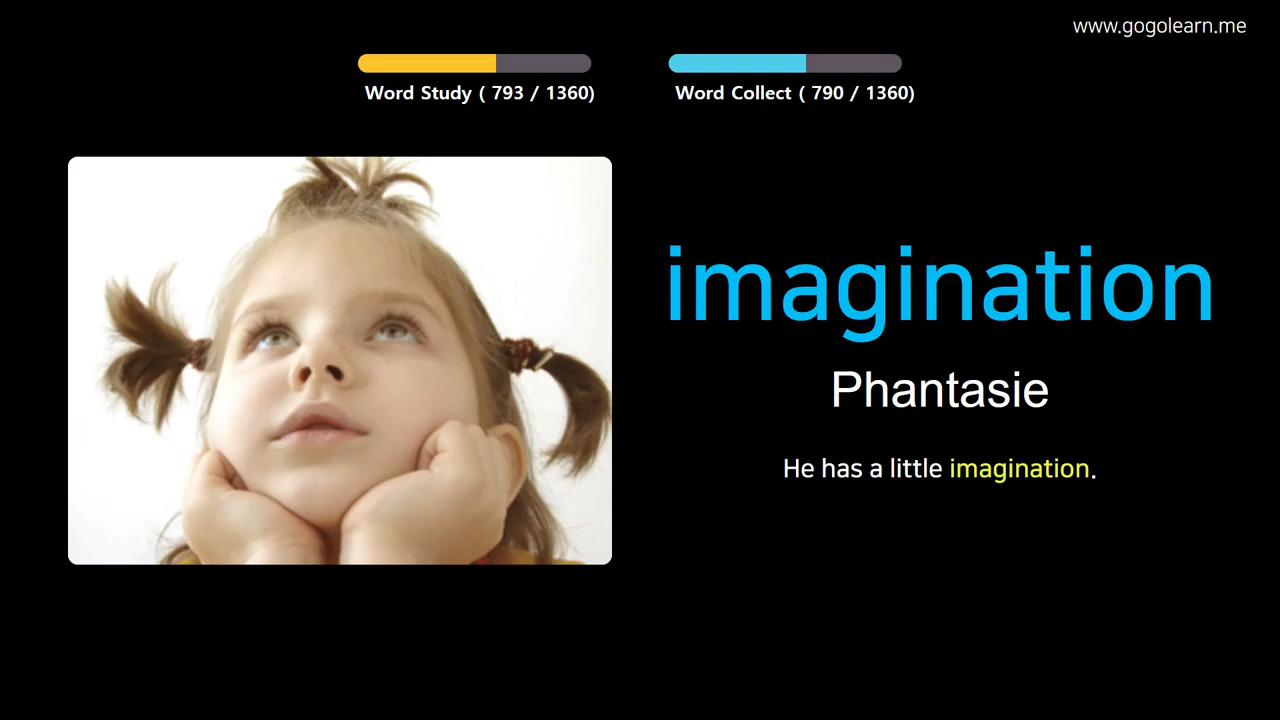 www.gogolearn.me
Word Study ( 793 / 1360)
Word Collect ( 790 / 1360)
imagination
Phantasie
He has a little imagination.